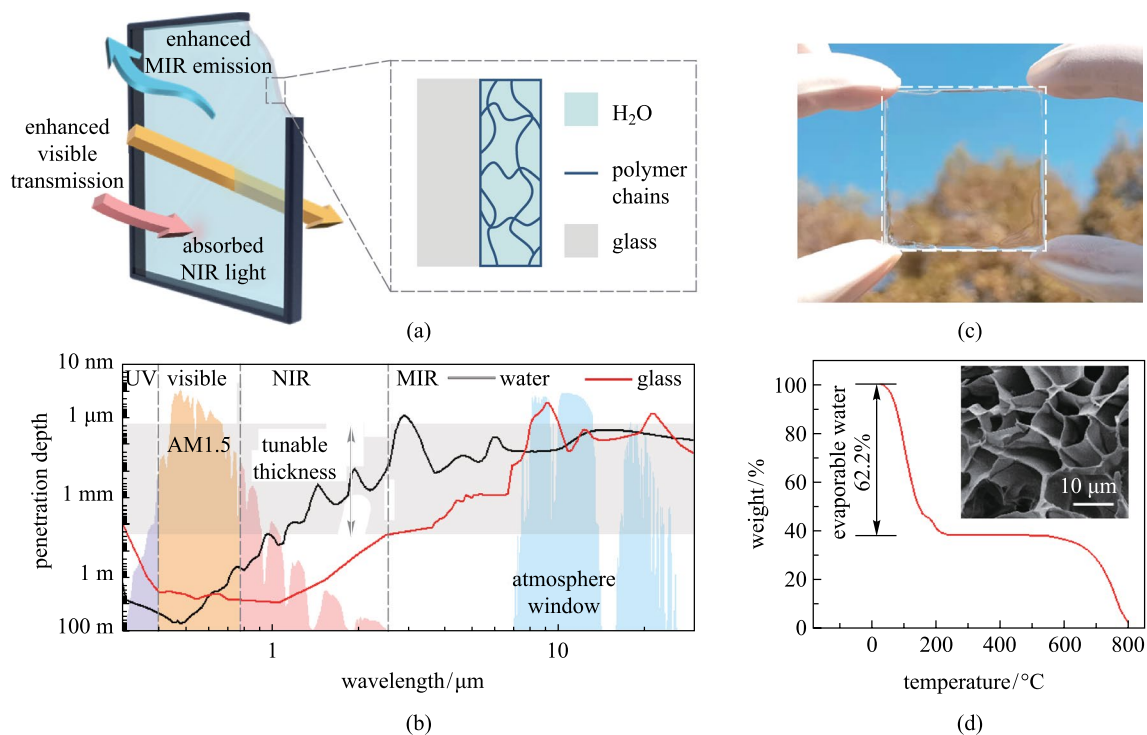 enhanced
MIR emission
enhanced
visible
transmission
absorbed
NIR light
H₂O
polymer
chains
glass
(a)
(c)
10 nm
1 μm
1 mm
1 m
100 m
penetration depth
UV
visible
NIR
MIR
water
glass
AM1.5
tunable
thickness
atmosphere
window
1
10
wavelength/μm
(b)
100
80
60
40
20
0
weight/%
evaporable water
62.2%
10 μm
0
200
400
600
800
temperature/°C
(d)